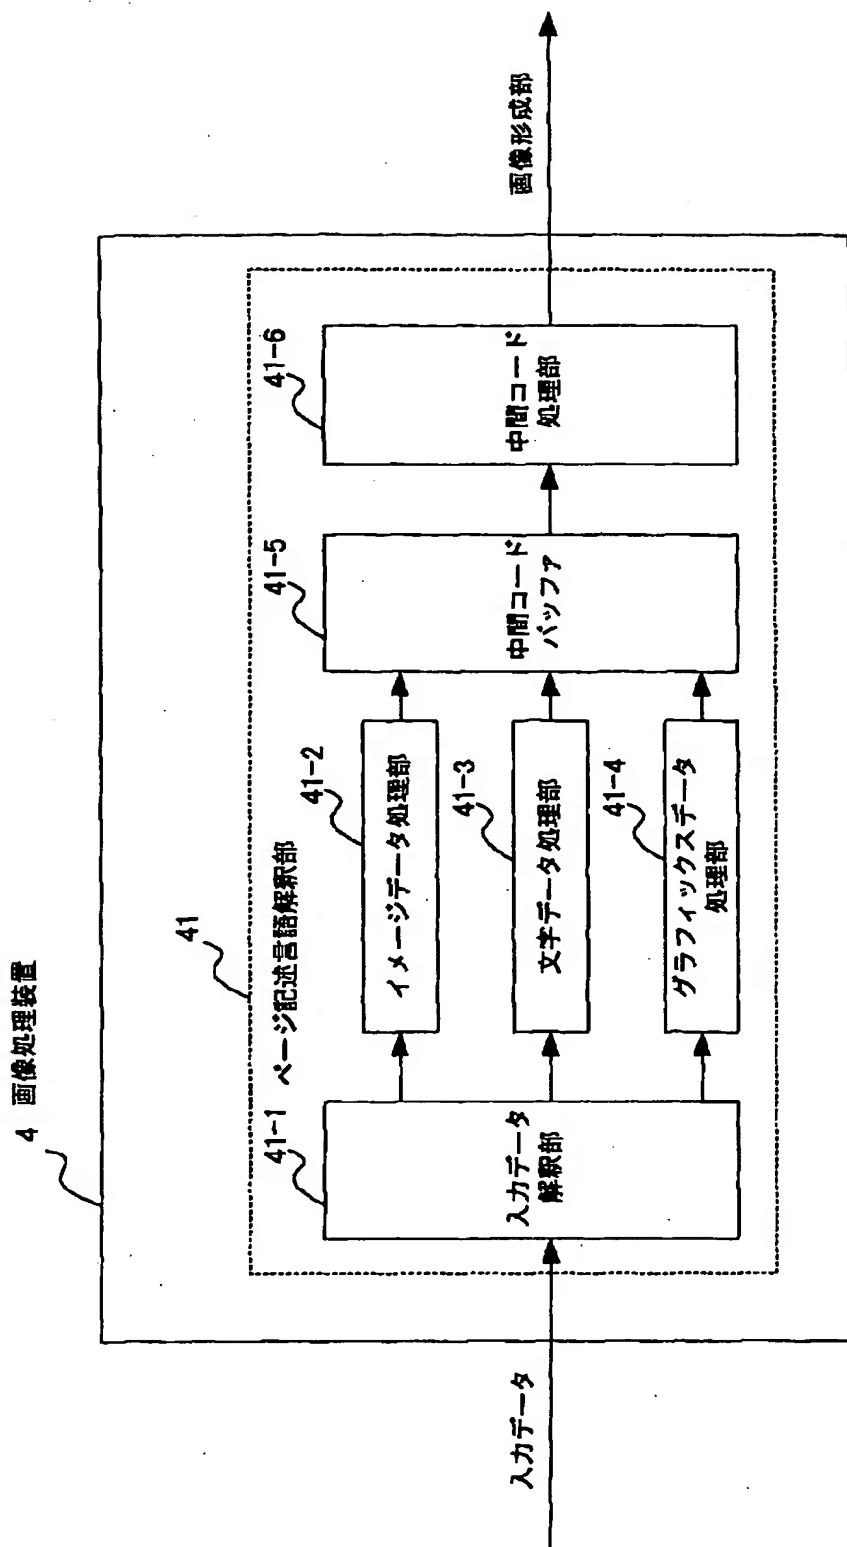 4 画像処理装置
41
ページ記述言語解釈部
入力データ
41-1
入力データ
解釈部
41-2
イメージデータ処理部
41-3
文字データ処理部
41-4
グラフィックスデータ
処理部
41-5
中間コード
バッファ
41-6
中間コード
処理部
画像形成部